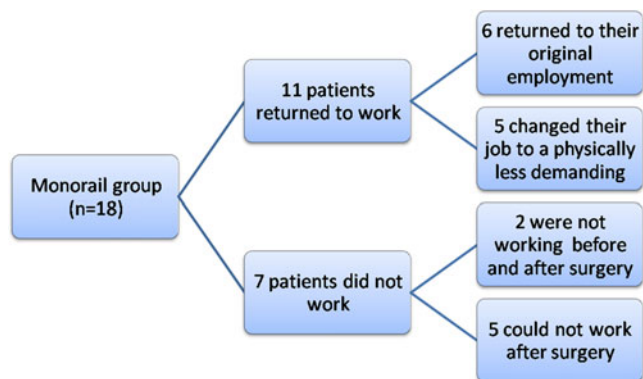 Monorail group
(n=18)
11 patients
returned to work
6 returned to their
original
employment
5 changed their
job to a physically
less demanding
7 patients did not
work
2 were not
working before
and after surgery
5 could not work
after surgery